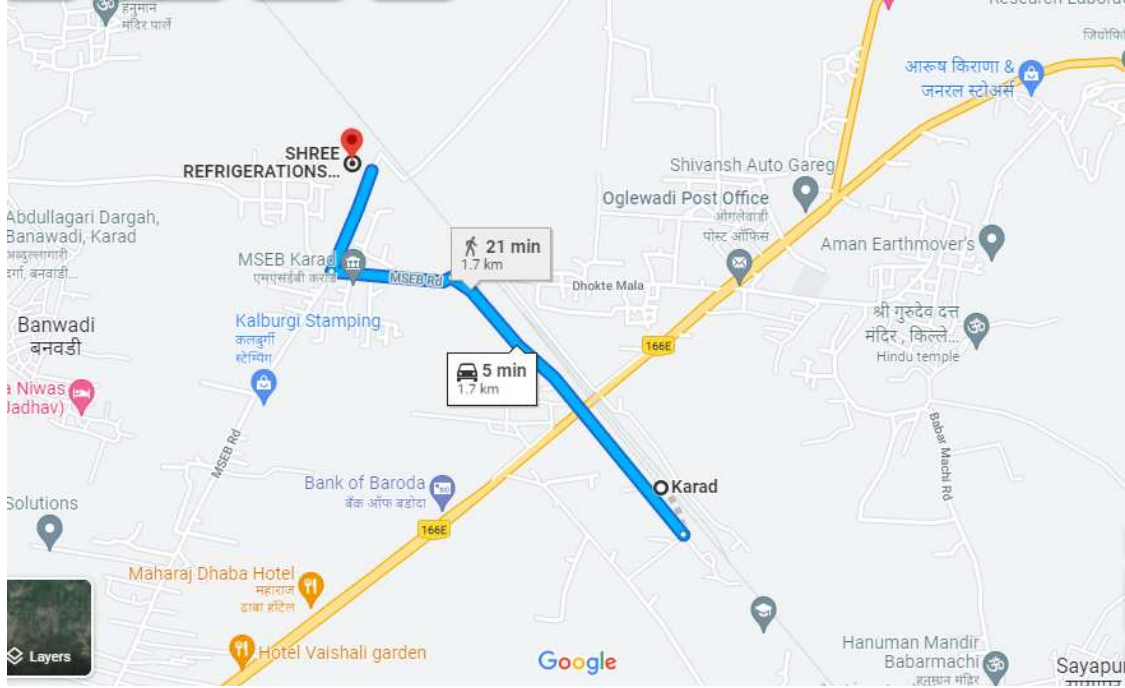 हनुमान
मंदिर पार्ले
जियोफि
आरूष किराणा &
जनरल स्टोअर्स
SHREE
REFRIGERATIONS...
Shivansh Auto Gareg
Oglewadi Post Office
ओगलेवाडी
पोस्ट ऑफिस
Abdullagari Dargah,
Banawadi, Karad
अब्दुल्लागारी
दर्गा, बनवाडी...
MSEB Karad
एमएसईबी कराड
21 min
1.7 km
MSEB Rd
Aman Earthmover's
Dhokte Mala
Banwadi
बनवडी
Kalburgi Stamping
कलबुर्गी
स्टेम्पिंग
श्री गुरुदेव दत्त
मंदिर , किल्ले...
Hindu temple
166E
5 min
1.7 km
a Niwas
Jadhav)
MSEB Rd
Babar Machi Rd
Bank of Baroda
बैंक ऑफ बडोदा
Karad
Solutions
166E
Maharaj Dhaba Hotel
महाराज
ढाबा हॉटेल
Hotel Vaishali garden
Layers
Google
Hanuman Mandir
Babarmachi
हनुमान मंदिर
Sayapur